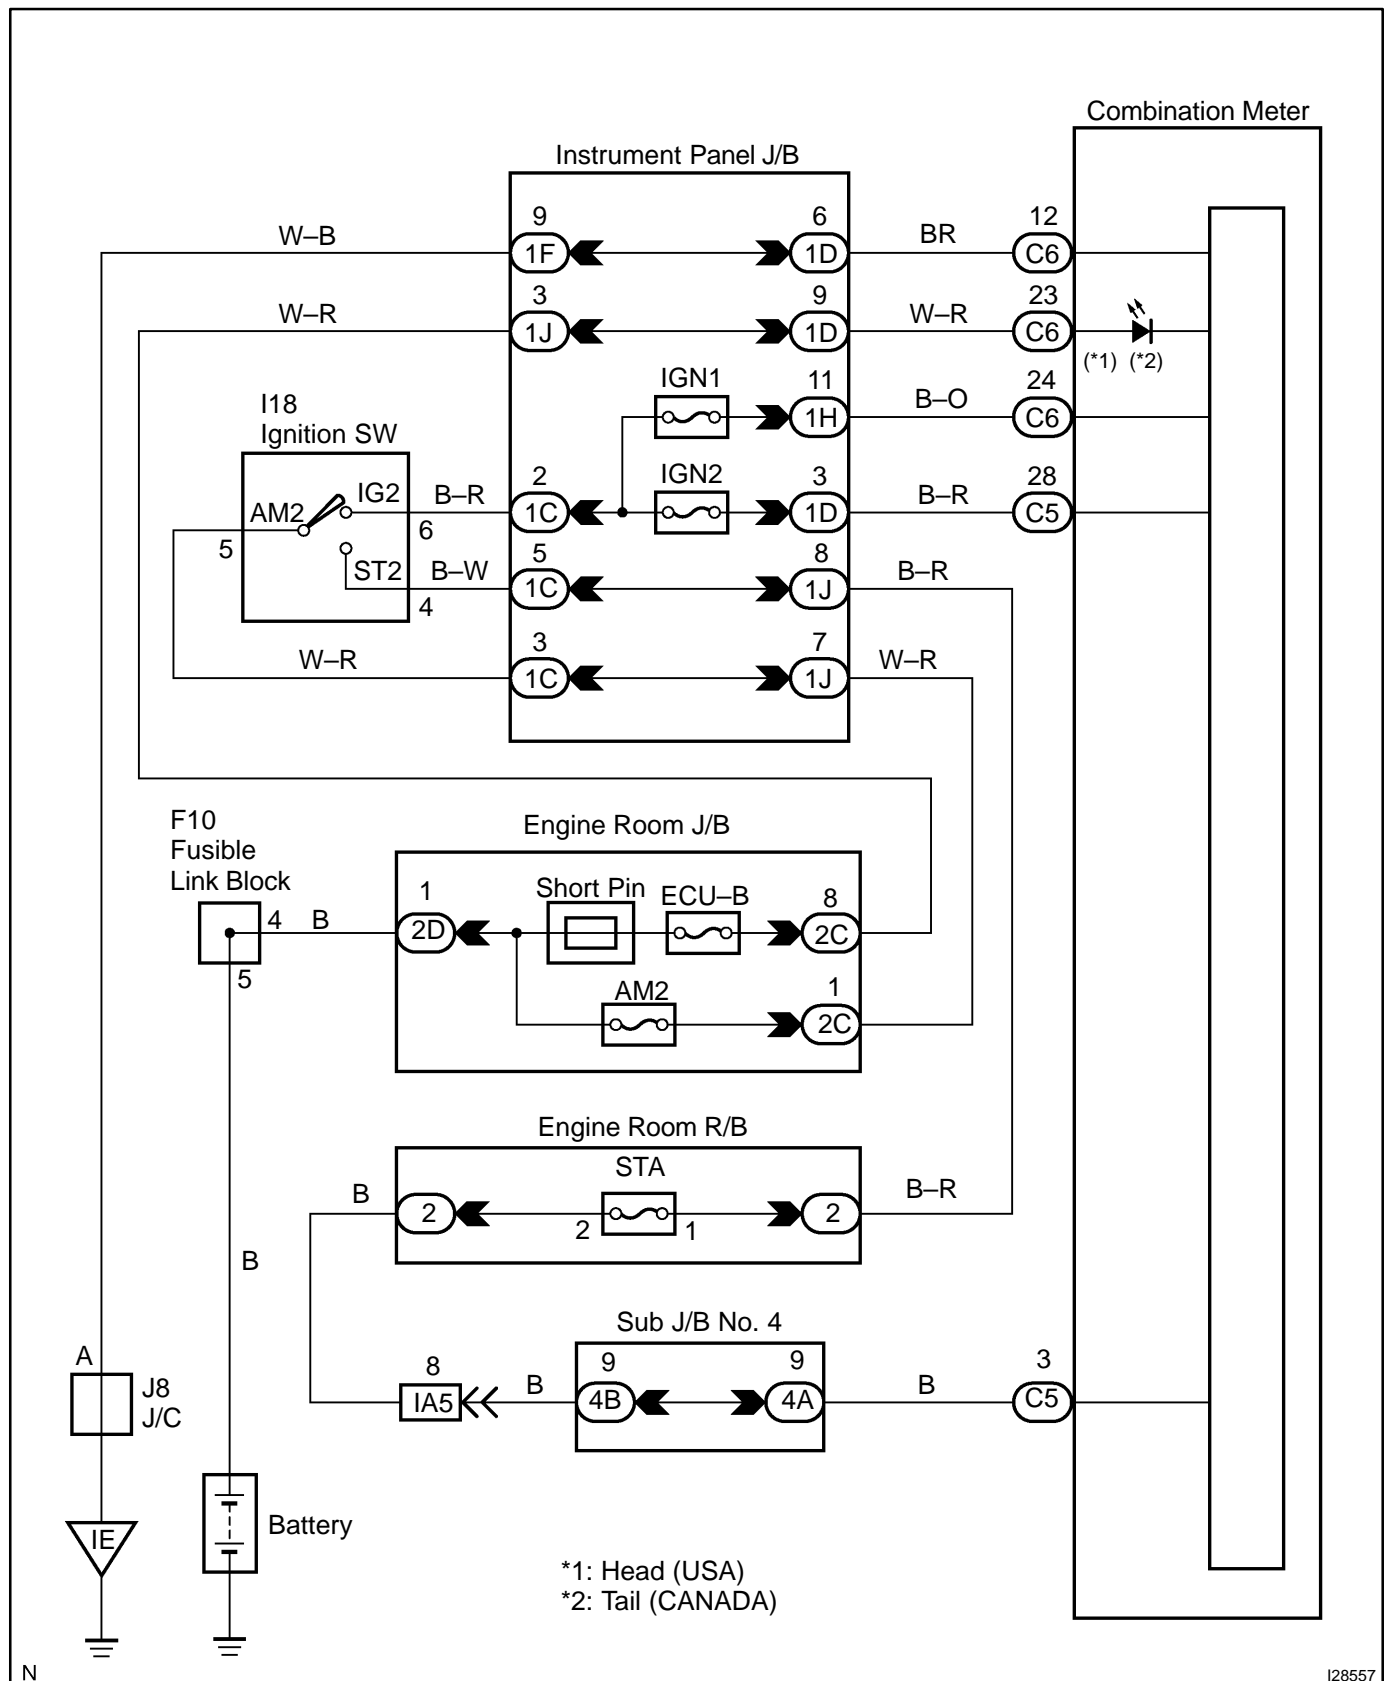 Combination Meter
Instrument Panel J/B
9
6
12
W–B
1F
1D
BR
C6
3
9
23
W–R
1J
1D
W–R
C6
(*1) (*2)
IGN1
11
24
1H
B–O
C6
I18
Ignition SW
IG2
AM2
5
6
B–R
2
1C
IGN2
3
1D
B–R
28
C5
ST2
4
B–W
5
1C
8
1J
B–R
W–R
3
1C
7
1J
W–R
F10
Fusible
Link Block
4
B
5
Engine Room J/B
1
2D
Short Pin
ECU–B
8
2C
AM2
1
2C
Engine Room R/B
STA
B
2
2
1
2
B–R
B
Sub J/B No. 4
A
J8
J/C
8
IA5
B
9
4B
9
4A
B
3
C5
IE
Battery
*1: Head (USA)
*2: Tail (CANADA)
N
I28557